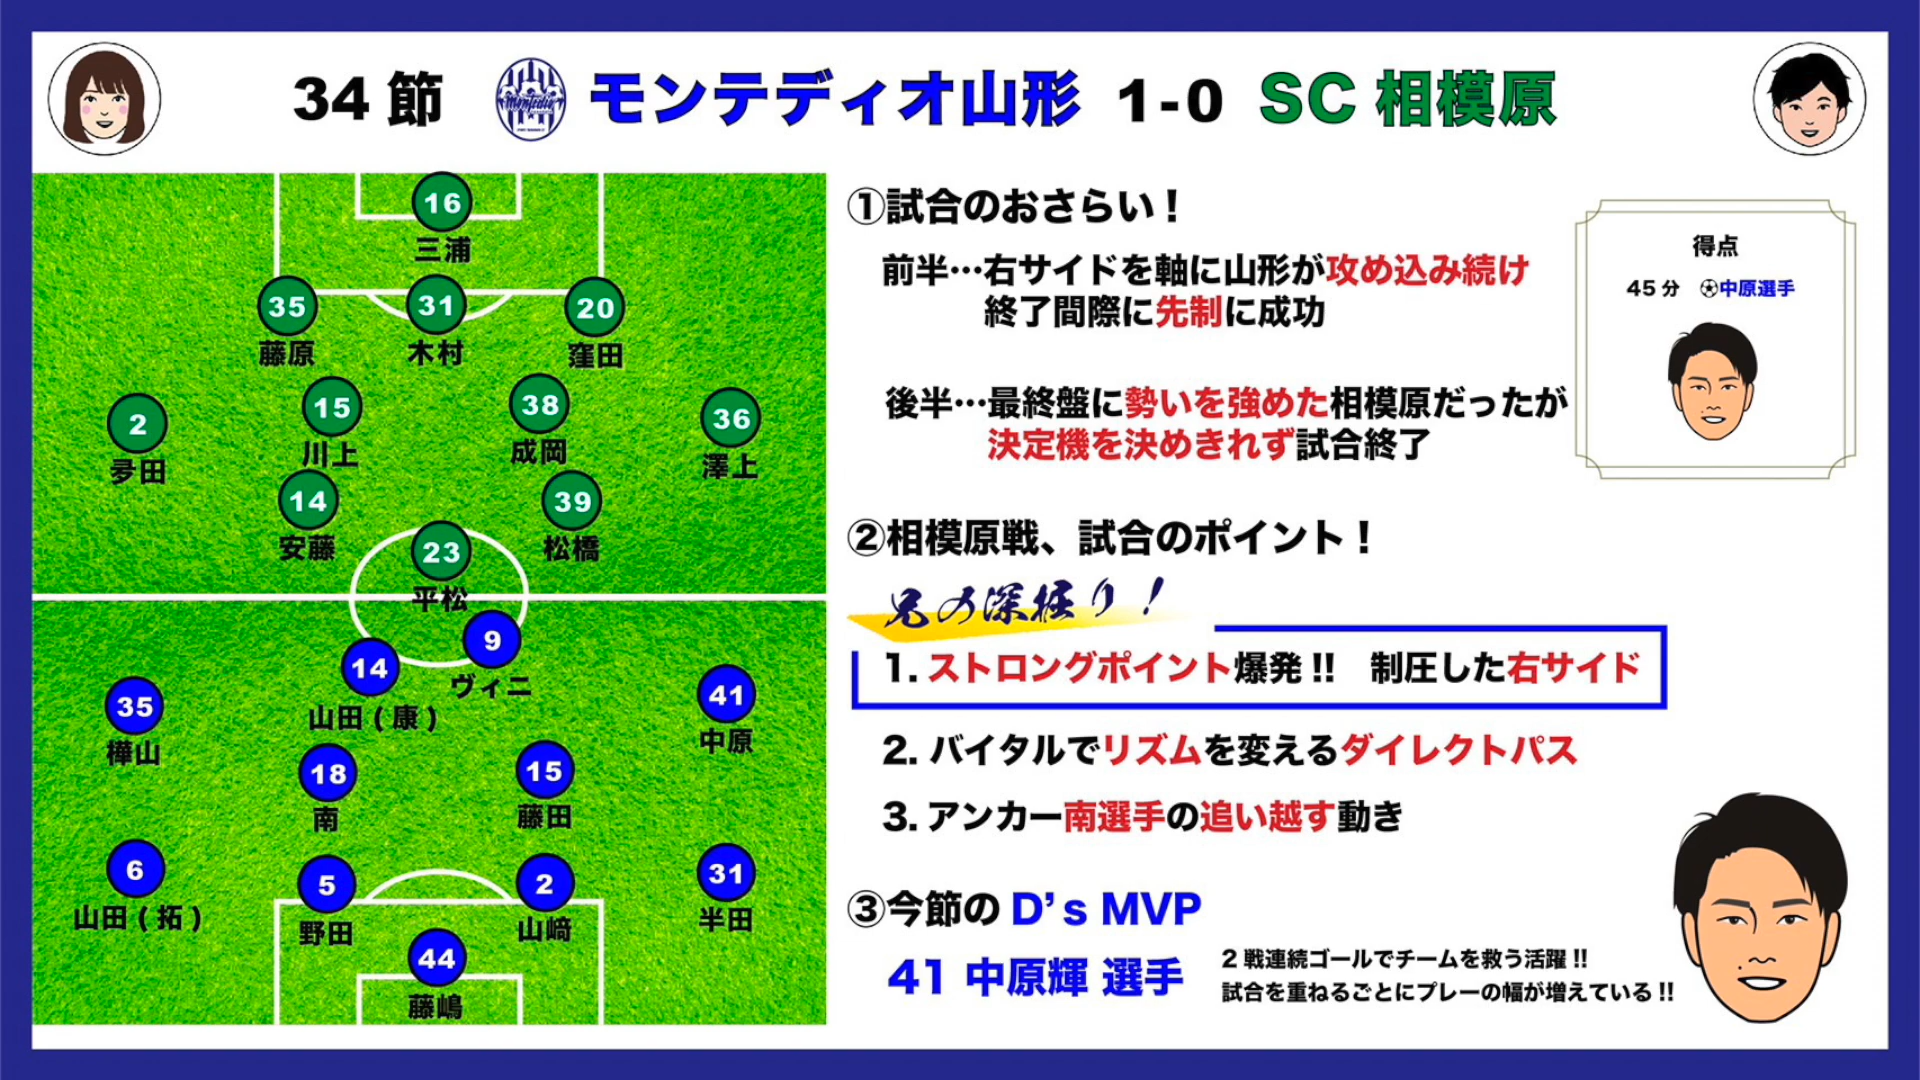 34節 モンテディオ山形 1-0 SC相模原
16
三浦
35
藤原
31
木村
20
窪田
2
夛田
15
川上
38
成岡
36
澤上
14
安藤
39
松橋
23
平松
9
ヴィニ
14
山田(康)
35
樺山
41
中原
18
南
15
藤田
6
山田(拓)
5
野田
2
山﨑
31
半田
44
藤嶋
①試合のおさらい!
前半…右サイドを軸に山形が攻め込み続け
終了間際に先制に成功
後半…最終盤に勢いを強めた相模原だったが
決定機を決めきれず試合終了
得点
45分 ⚽中原選手
②相模原戦、試合のポイント!
兄の深掘り!
1.ストロングポイント爆発!! 制圧した右サイド
2.バイタルでリズムを変えるダイレクトパス
3.アンカー南選手の追い越す動き
③今節のD's MVP
41 中原輝 選手
2戦連続ゴールでチームを救う活躍!!
試合を重ねるごとにプレーの幅が増えている!!